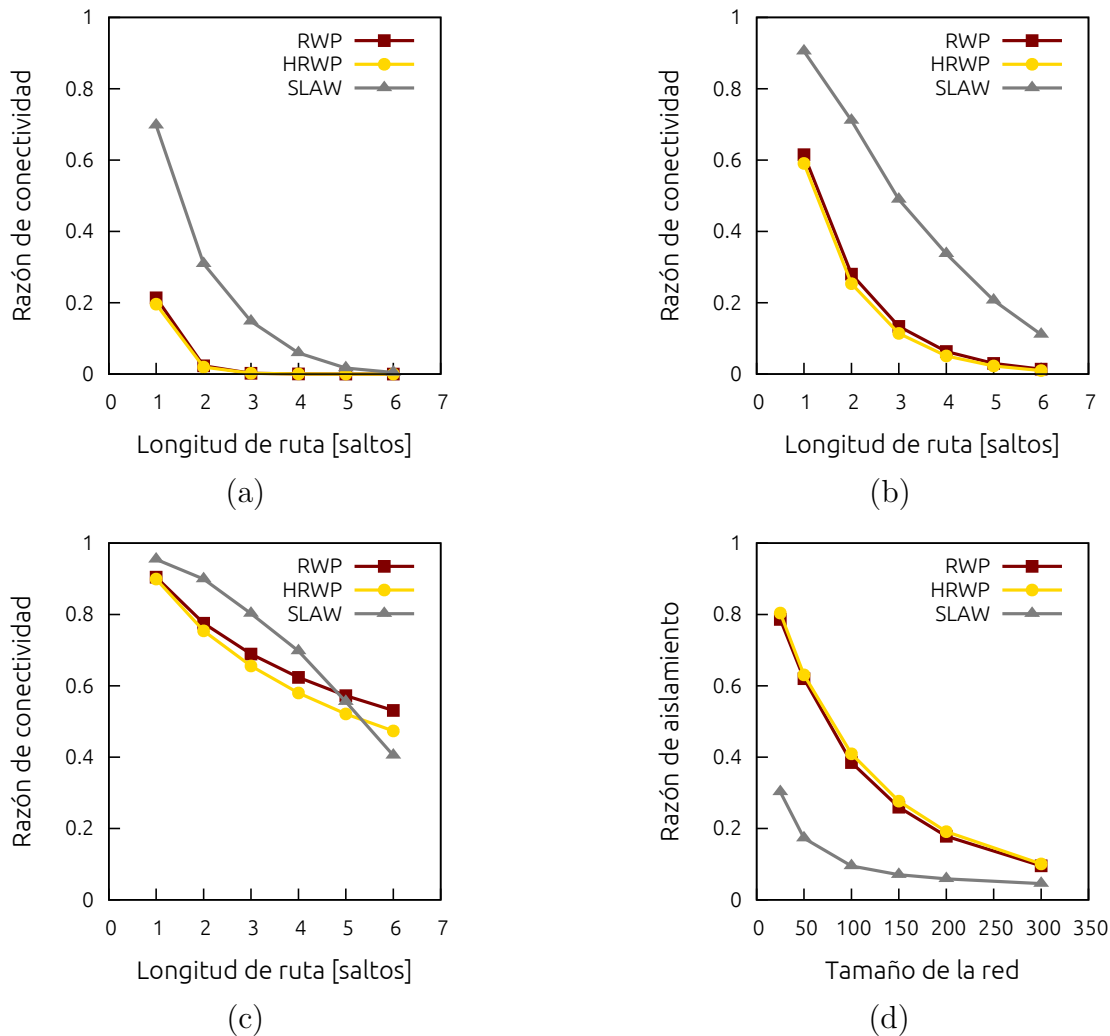 Razón de conectividad
1
0.8
0.6
0.4
0.2
0
RWP
HRWP
SLAW
0 1 2 3 4 5 6 7
Longitud de ruta [saltos]
(a)
Razón de conectividad
1
0.8
0.6
0.4
0.2
0
RWP
HRWP
SLAW
0 1 2 3 4 5 6 7
Longitud de ruta [saltos]
(b)
Razón de conectividad
1
0.8
0.6
0.4
0.2
0
RWP
HRWP
SLAW
0 1 2 3 4 5 6 7
Longitud de ruta [saltos]
(c)
Razón de aislamiento
1
0.8
0.6
0.4
0.2
0
RWP
HRWP
SLAW
0 50 100 150 200 250 300 350
Tamaño de la red
(d)